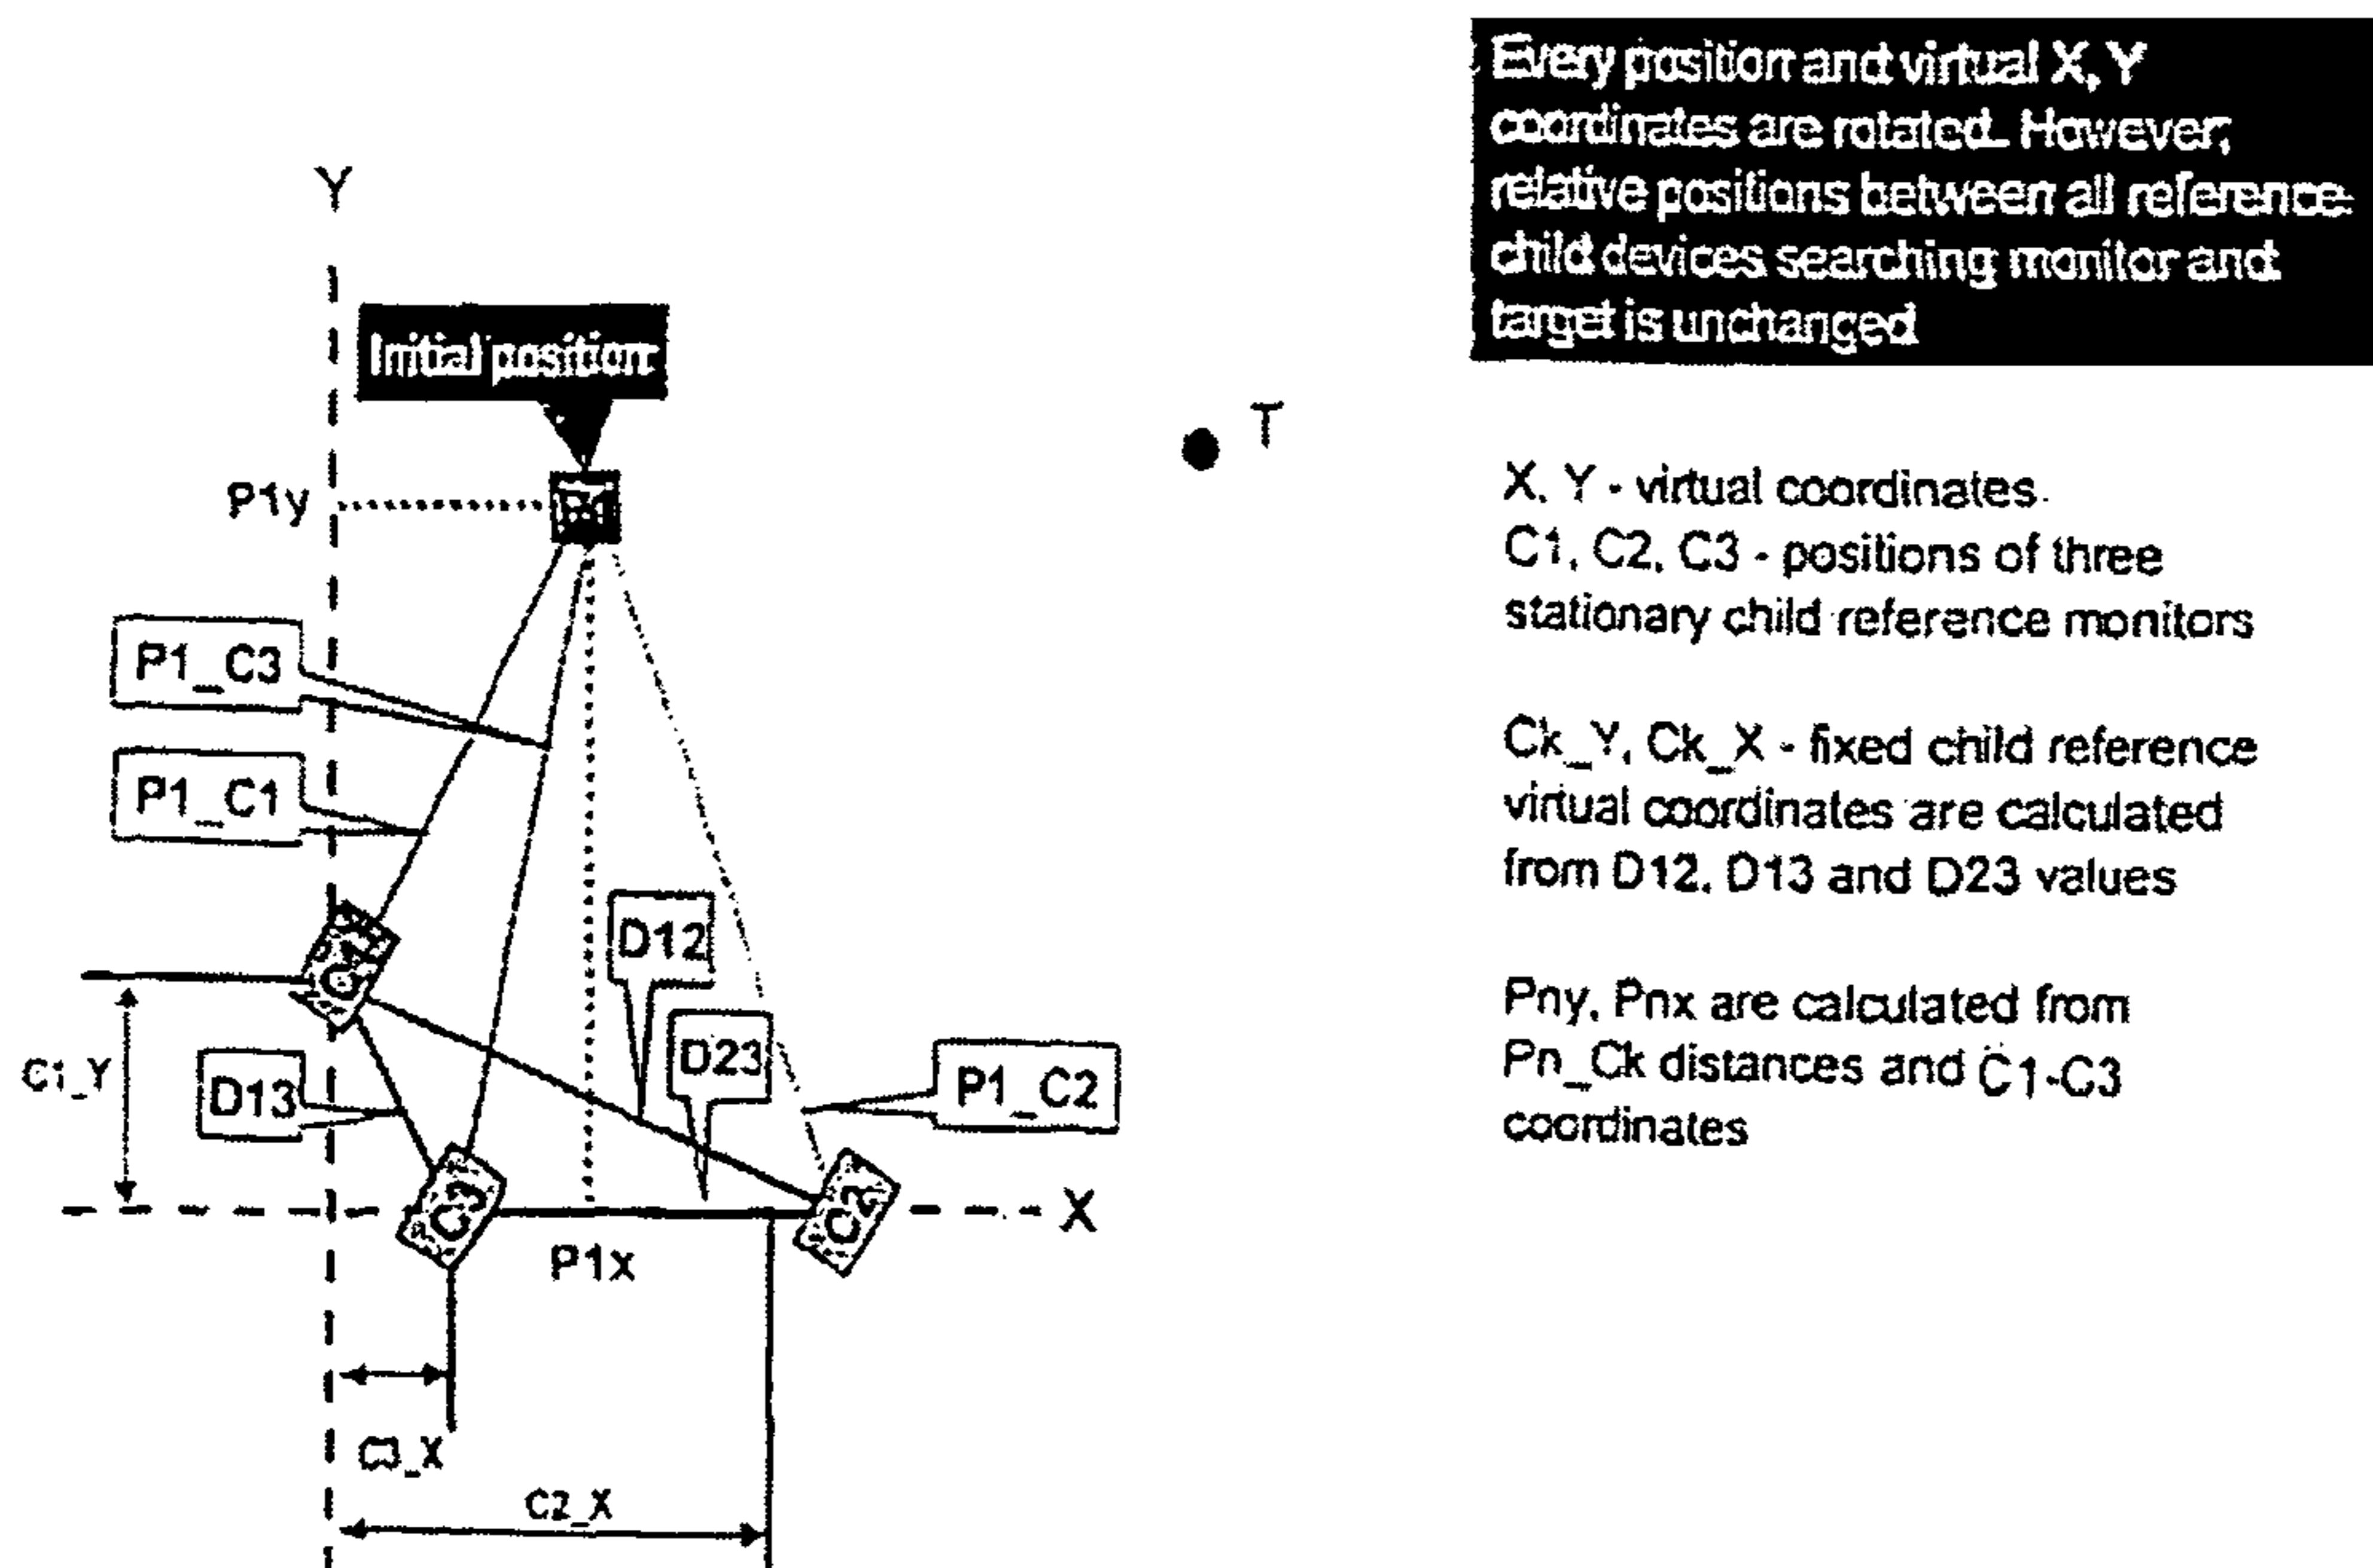 Every position and virtual X, Y
coordinates are rotated. However,
relative positions between all reference
child devices searching monitor and
target is unchanged
Y
Initial position
T
P1y
P1
X, Y - virtual coordinates
C1, C2, C3 - positions of three
stationary child reference monitors
P1_C3
Ck_Y, Ck_X - fixed child reference
virtual coordinates are calculated
from D12, D13 and D23 values
P1_C1
D12
C1
Pny, Pnx are calculated from
Pn_Ck distances and C1-C3
coordinates
D23
C1_Y
D13
P1_C2
C3
C2
X
P1x
C3_X
C2_X